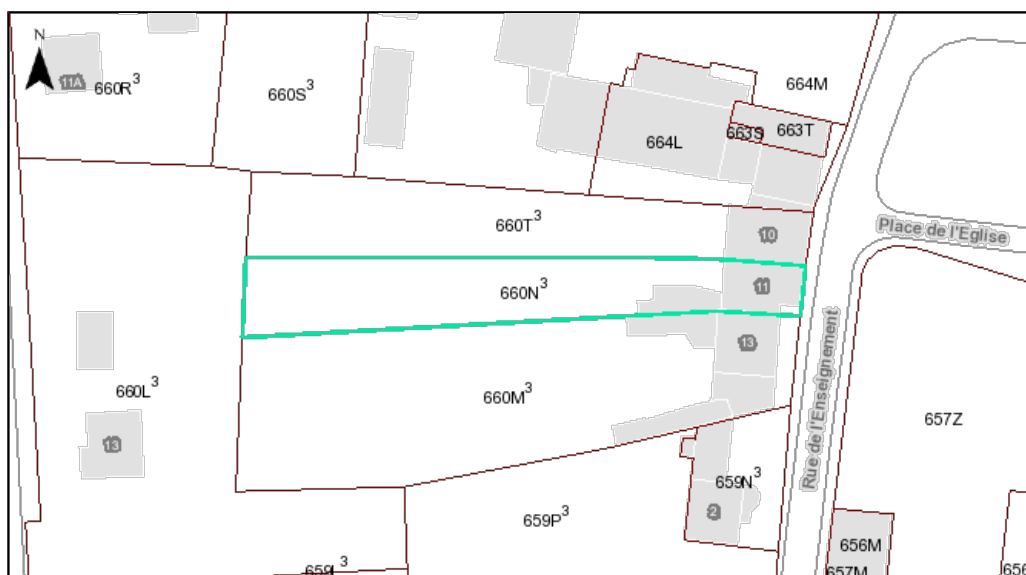 N
11A
660R³
660S³
664M
663S
663T
664L
660T³
10
Place de l'Eglise
660N³
11
13
Rue de l'Enseignement
660L³
660M³
657Z
13
659N³
2
659P³
656M
657M